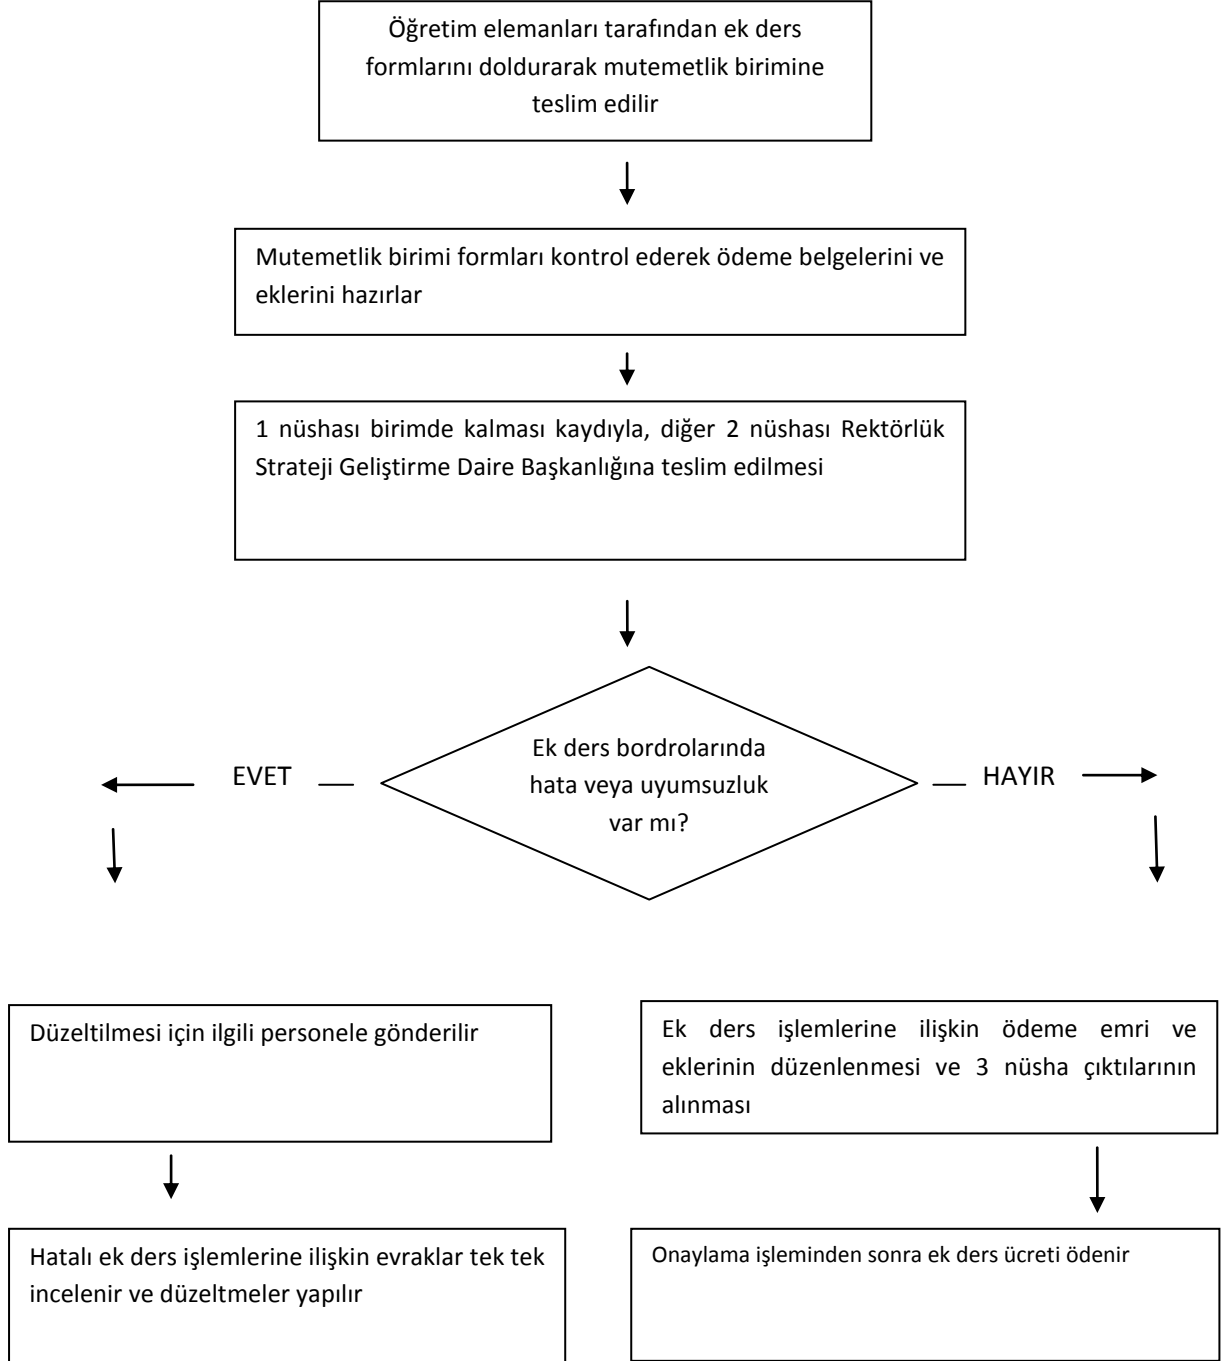 Öğretim elemanları tarafından ek ders
formlarını doldurarak mutemetlik birimine
teslim edilir
Mutemetlik birimi formları kontrol ederek ödeme belgelerini ve
eklerini hazırlar
1 nüshası birimde kalması kaydıyla, diğer 2 nüshası Rektörlük
Strateji Geliştirme Daire Başkanlığına teslim edilmesi
Ek ders bordrolarında
hata veya uyumsuzluk
var mı?
EVET
HAYIR
Düzeltilmesi için ilgili personele gönderilir
Ek ders işlemlerine ilişkin ödeme emri ve
eklerinin düzenlenmesi ve 3 nüsha çıktılarının
alınması
Hatalı ek ders işlemlerine ilişkin evraklar tek tek
incelenir ve düzeltmeler yapılır
Onaylama işleminden sonra ek ders ücreti ödenir